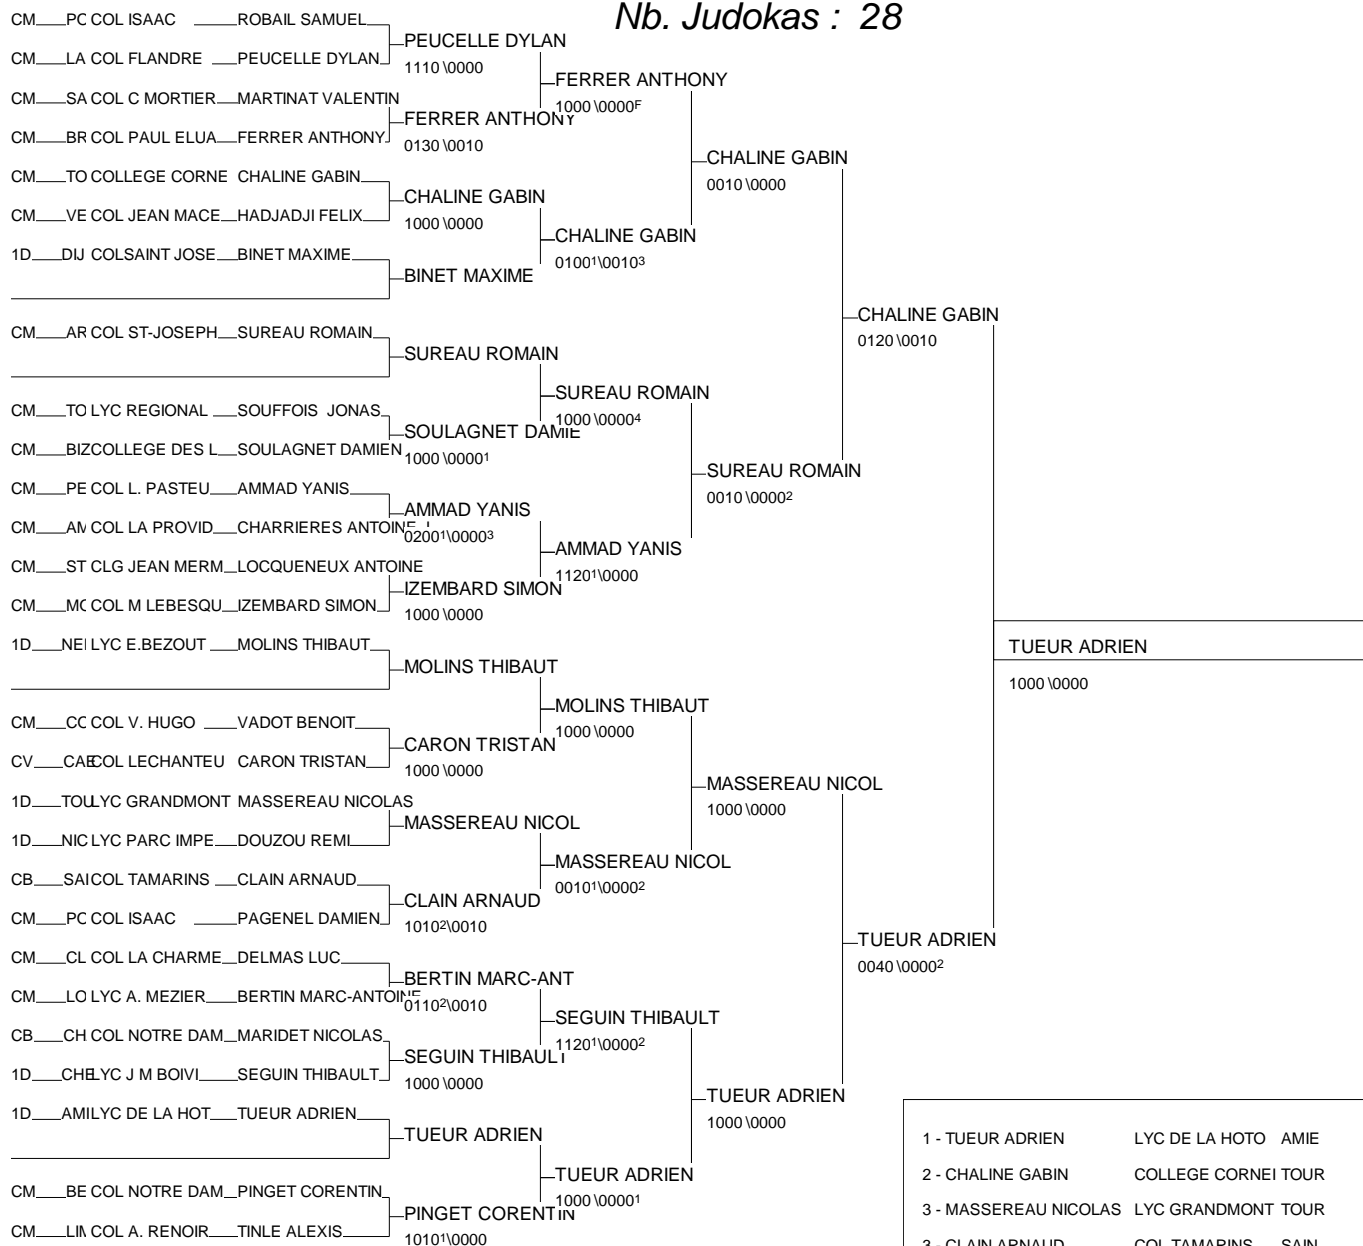 Nb. Judokas : 28
CM PC COL ISAAC ROBAIL SAMUEL
PEUCELLE DYLAN
1110 \0000
CM LA COL FLANDRE PEUCELLE DYLAN
FERRER ANTHONY
1000 \0000F
CM SA COL C MORTIER MARTINAT VALENTIN
FERRER ANTHONY
0130 \0010
CM BR COL PAUL ELUA FERRER ANTHONY
CHALINE GABIN
0010 \0000
CM TO COLLEGE CORNE CHALINE GABIN
CHALINE GABIN
1000 \0000
CM VE COL JEAN MACE HADJADJI FELIX
CHALINE GABIN
0100¹\0010³
1D DIJ COLSAINT JOSE BINET MAXIME
BINET MAXIME
CHALINE GABIN
0120 \0010
CM AR COL ST-JOSEPH SUREAU ROMAIN
SUREAU ROMAIN
SUREAU ROMAIN
1000 \0000⁴
CM TO LYC REGIONAL SOUFFOIS JONAS
SOULAGNET DAMIE
1000 \0000¹
CM BIZ COLLEGE DES L SOULAGNET DAMIEN
SUREAU ROMAIN
0010 \0000²
CM PE COL L. PASTEU AMMAD YANIS
AMMAD YANIS
0200¹\0000³
CM AM COL LA PROVID CHARRIERES ANTOINE
AMMAD YANIS
1120¹\0000
CM ST CLG JEAN MERM LOCQUENEUX ANTOINE
IZEMBARD SIMON
1000 \0000
CM MC COL M LEBESQU IZEMBARD SIMON
1D NEI LYC E.BEZOUT MOLINS THIBAUT
TUEUR ADRIEN
1000 \0000
MOLINS THIBAUT
MOLINS THIBAUT
1000 \0000
CM CC COL V. HUGO VADOT BENOIT
CARON TRISTAN
1000 \0000
CV CAE COL LECHANTEU CARON TRISTAN
MASSEREAU NICOL
1000 \0000
1D TOU LYC GRANDMONT MASSEREAU NICOLAS
MASSEREAU NICOL
1D NIC LYC PARC IMPE DOUZOU REMI
MASSEREAU NICOL
0010¹\0000²
CB SAI COL TAMARINS CLAIN ARNAUD
CLAIN ARNAUD
1010²\0010
CM PC COL ISAAC PAGENEL DAMIEN
TUEUR ADRIEN
0040 \0000²
CM CL COL LA CHARME DELMAS LUC
BERTIN MARC-ANT
0110²\0010
CM LO LYC A. MEZIER BERTIN MARC-ANTOINE
SEGUIN THIBAULT
1120¹\0000²
CB CH COL NOTRE DAM MARIDET NICOLAS
SEGUIN THIBAULT
1000 \0000
1D CHE LYC J M BOIVI SEGUIN THIBAULT
TUEUR ADRIEN
1000 \0000
1D AMI LYC DE LA HOT TUEUR ADRIEN
TUEUR ADRIEN
TUEUR ADRIEN
1000 \0000¹
CM BE COL NOTRE DAM PINGET CORENTIN
PINGET CORENTIN
1010¹\0000
CM LIM COL A. RENOIR TINLE ALEXIS
1 - TUEUR ADRIEN LYC DE LA HOTO AMIE
2 - CHALINE GABIN COLLEGE CORNEI TOUR
3 - MASSEREAU NICOLAS LYC GRANDMONT TOUR
3 - CLAIN ARNAUD COL TAMARINS SAIN